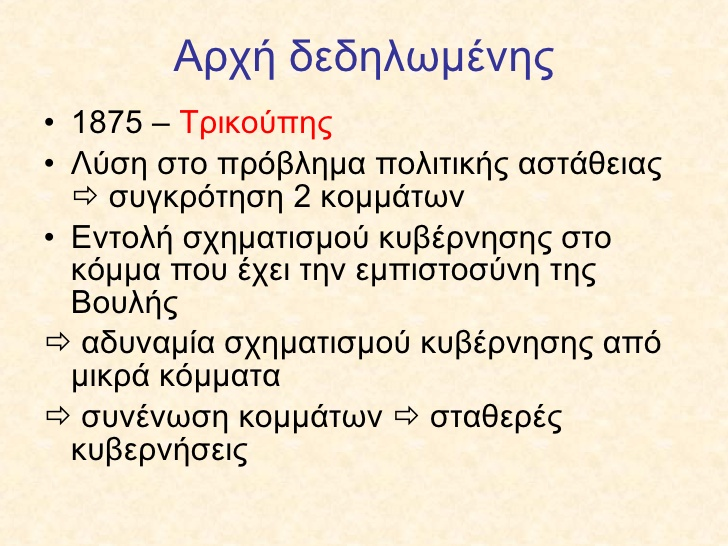 Αρχή δεδηλωμένης
• 1875 – Τρικούπης
• Λύση στο πρόβλημα πολιτικής αστάθειας
⇨ συγκρότηση 2 κομμάτων
• Εντολή σχηματισμού κυβέρνησης στο
κόμμα που έχει την εμπιστοσύνη της
Βουλής
⇨ αδυναμία σχηματισμού κυβέρνησης από
μικρά κόμματα
⇨ συνένωση κομμάτων ⇨ σταθερές
κυβερνήσεις